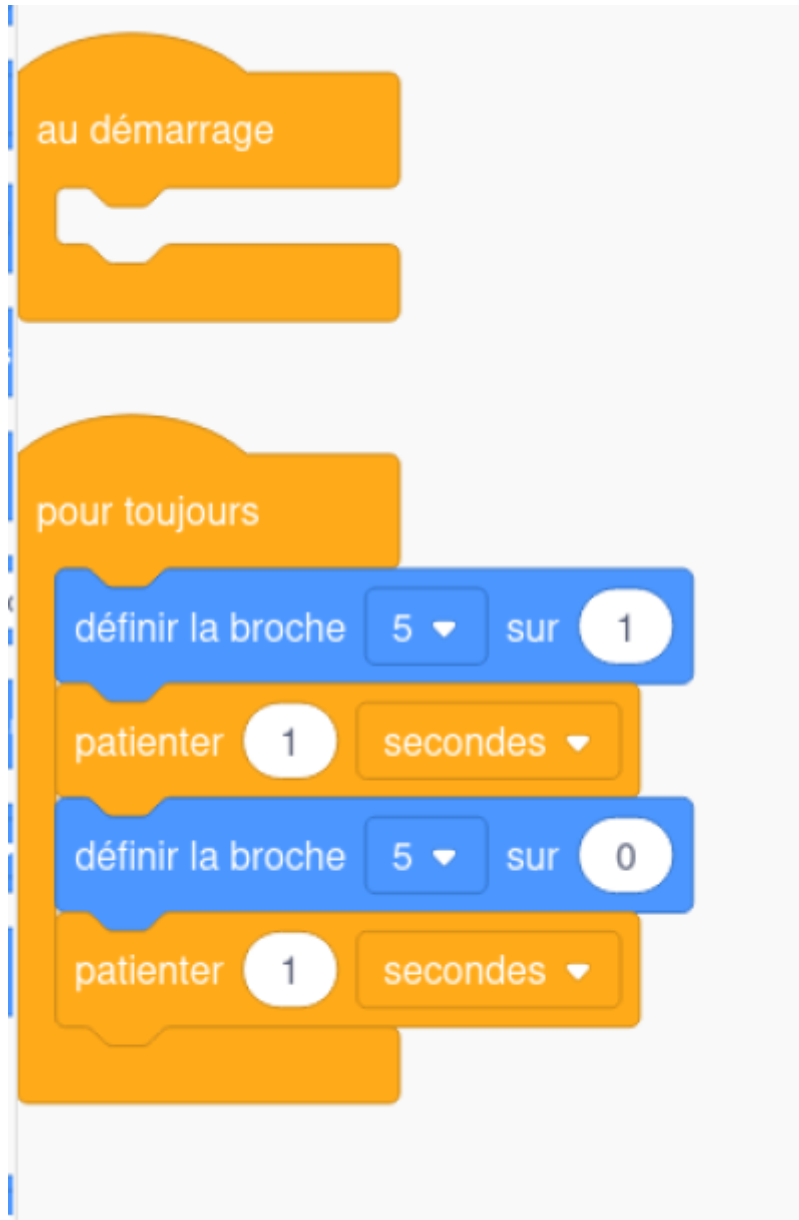 au démarrage
pour toujours
définir la broche 5 sur 1
patienter 1 secondes
définir la broche 5 sur 0
patienter 1 secondes